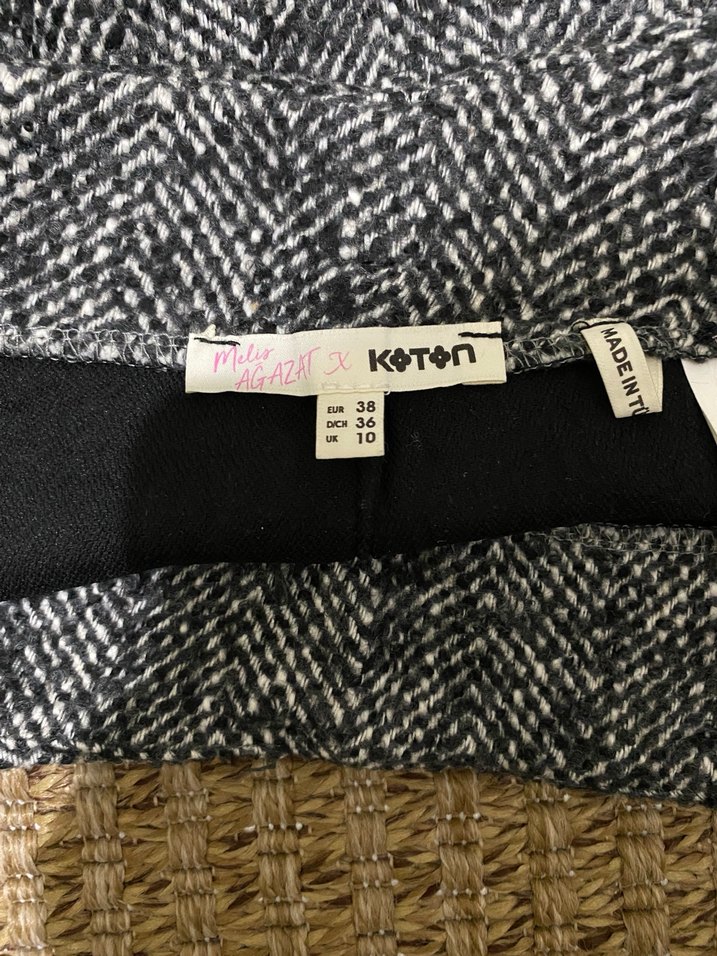 Melis
AGAZAT X KOTON
EUR 38
D/CH 36
UK 10
MADE IN TÜ